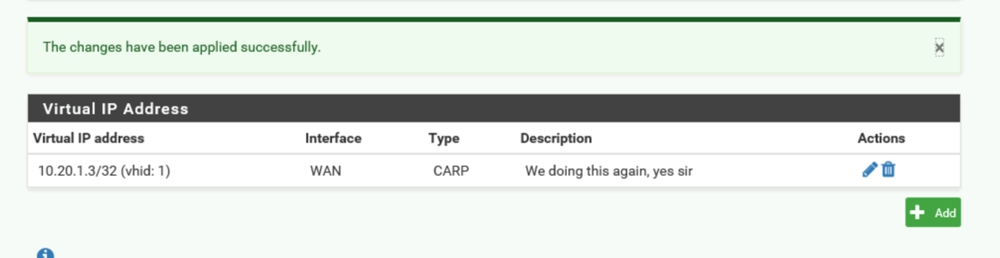 The changes have been applied successfully.
×
Virtual IP Address
Virtual IP address Interface Type Description Actions
10.20.1.3/32 (vhid: 1) WAN CARP We doing this again, yes sir
+ Add
i